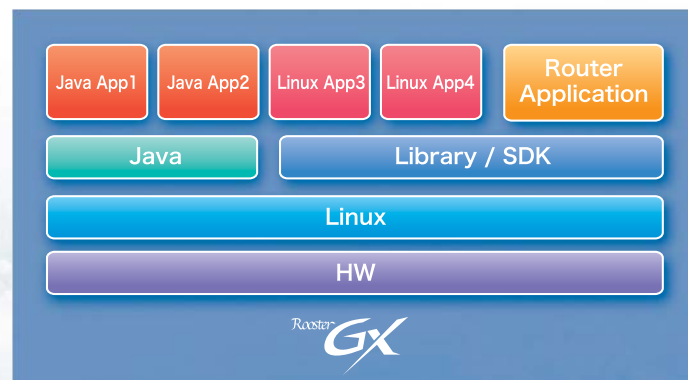 Java App1 Java App2 Linux App3 Linux App4 Router
Application
Java Library / SDK
Linux
HW
Rooster GX